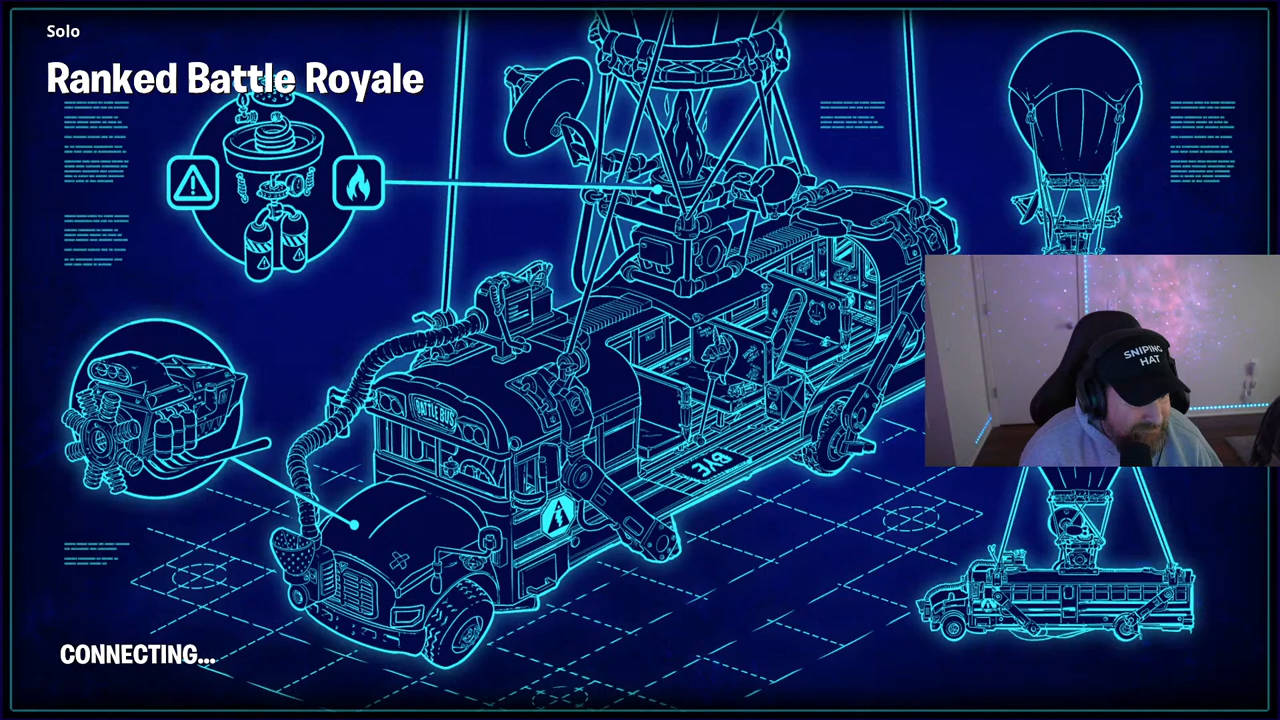 Solo
Ranked Battle Royale
BATTLE BUS
BYE
SNIPING
HAT
CONNECTING...